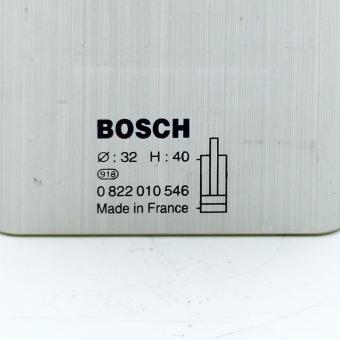 BOSCH
Ø : 32 H : 40
918
0 822 010 546
Made in France